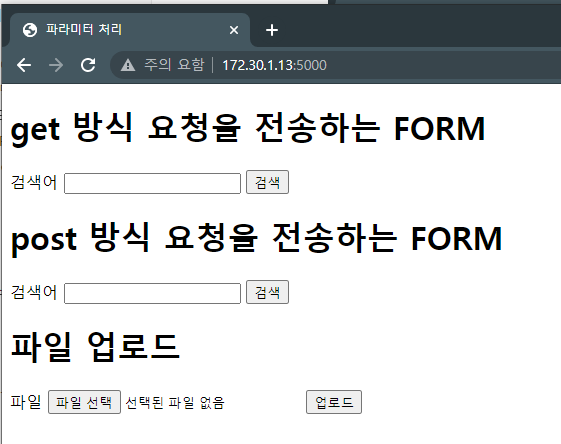 파라미터 처리
주의 요함 172.30.1.13:5000
get 방식 요청을 전송하는 FORM
검색어 검색
post 방식 요청을 전송하는 FORM
검색어 검색
파일 업로드
파일 파일 선택 선택된 파일 없음 업로드